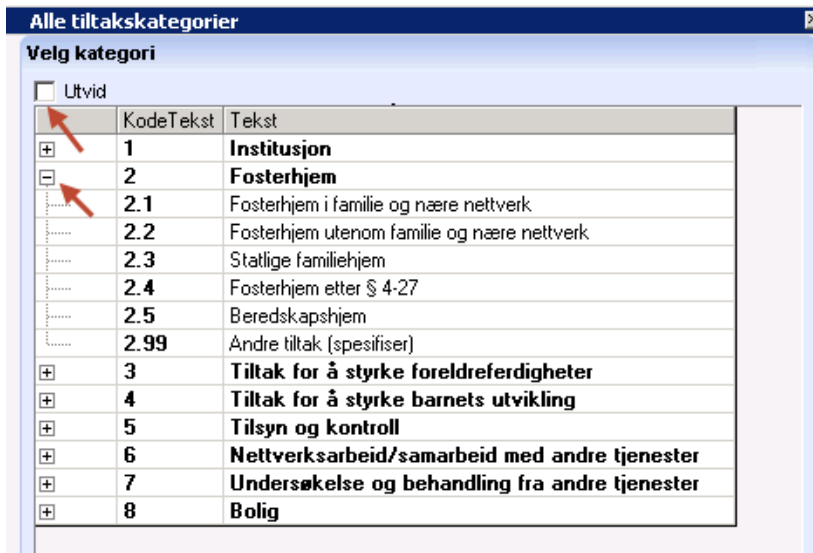 Alle tiltakskategorier
Velg kategori
Utvid
KodeTekst Tekst
1 Institusjon
2 Fosterhjem
2.1 Fosterhjem i familie og nære nettverk
2.2 Fosterhjem utenom familie og nære nettverk
2.3 Statlige familiehjem
2.4 Fosterhjem etter § 4-27
2.5 Beredskapshjem
2.99 Andre tiltak (spesifiser)
3 Tiltak for å styrke foreldreferdigheter
4 Tiltak for å styrke barnets utvikling
5 Tilsyn og kontroll
6 Nettverksarbeid/samarbeid med andre tjenester
7 Undersøkelse og behandling fra andre tjenester
8 Bolig